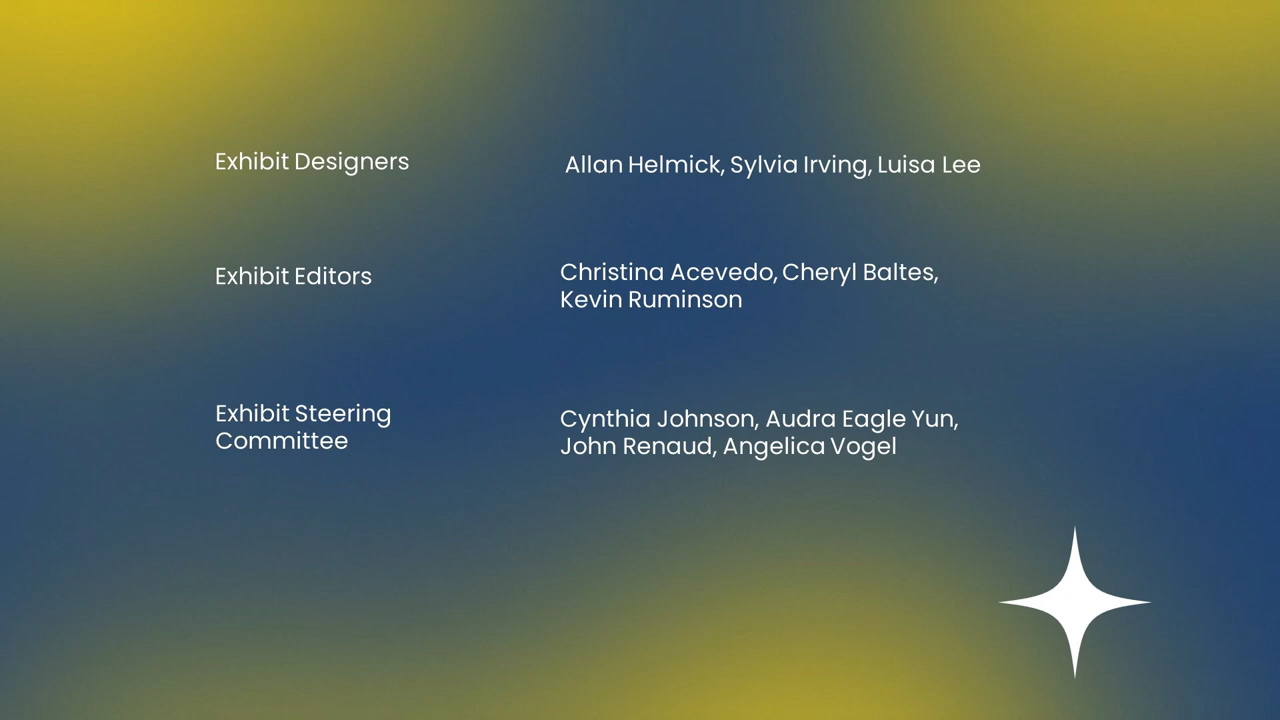 Exhibit Designers
Allan Helmick, Sylvia Irving, Luisa Lee
Exhibit Editors
Christina Acevedo, Cheryl Baltes,
Kevin Ruminson
Exhibit Steering
Committee
Cynthia Johnson, Audra Eagle Yun,
John Renaud, Angelica Vogel